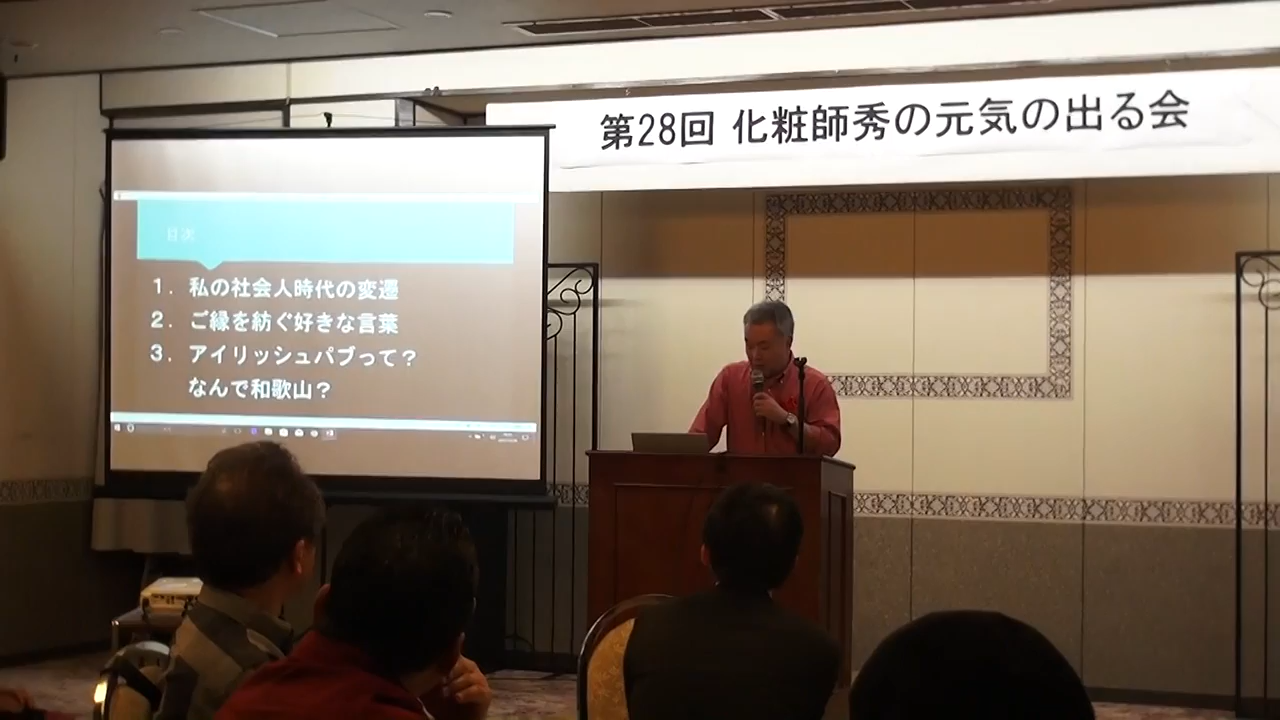 第28回 化粧師秀の元気の出る会
目次
1. 私の社会人時代の変遷
2. ご縁を紡ぐ好きな言葉
3. アイリッシュパブって?
なんで和歌山?